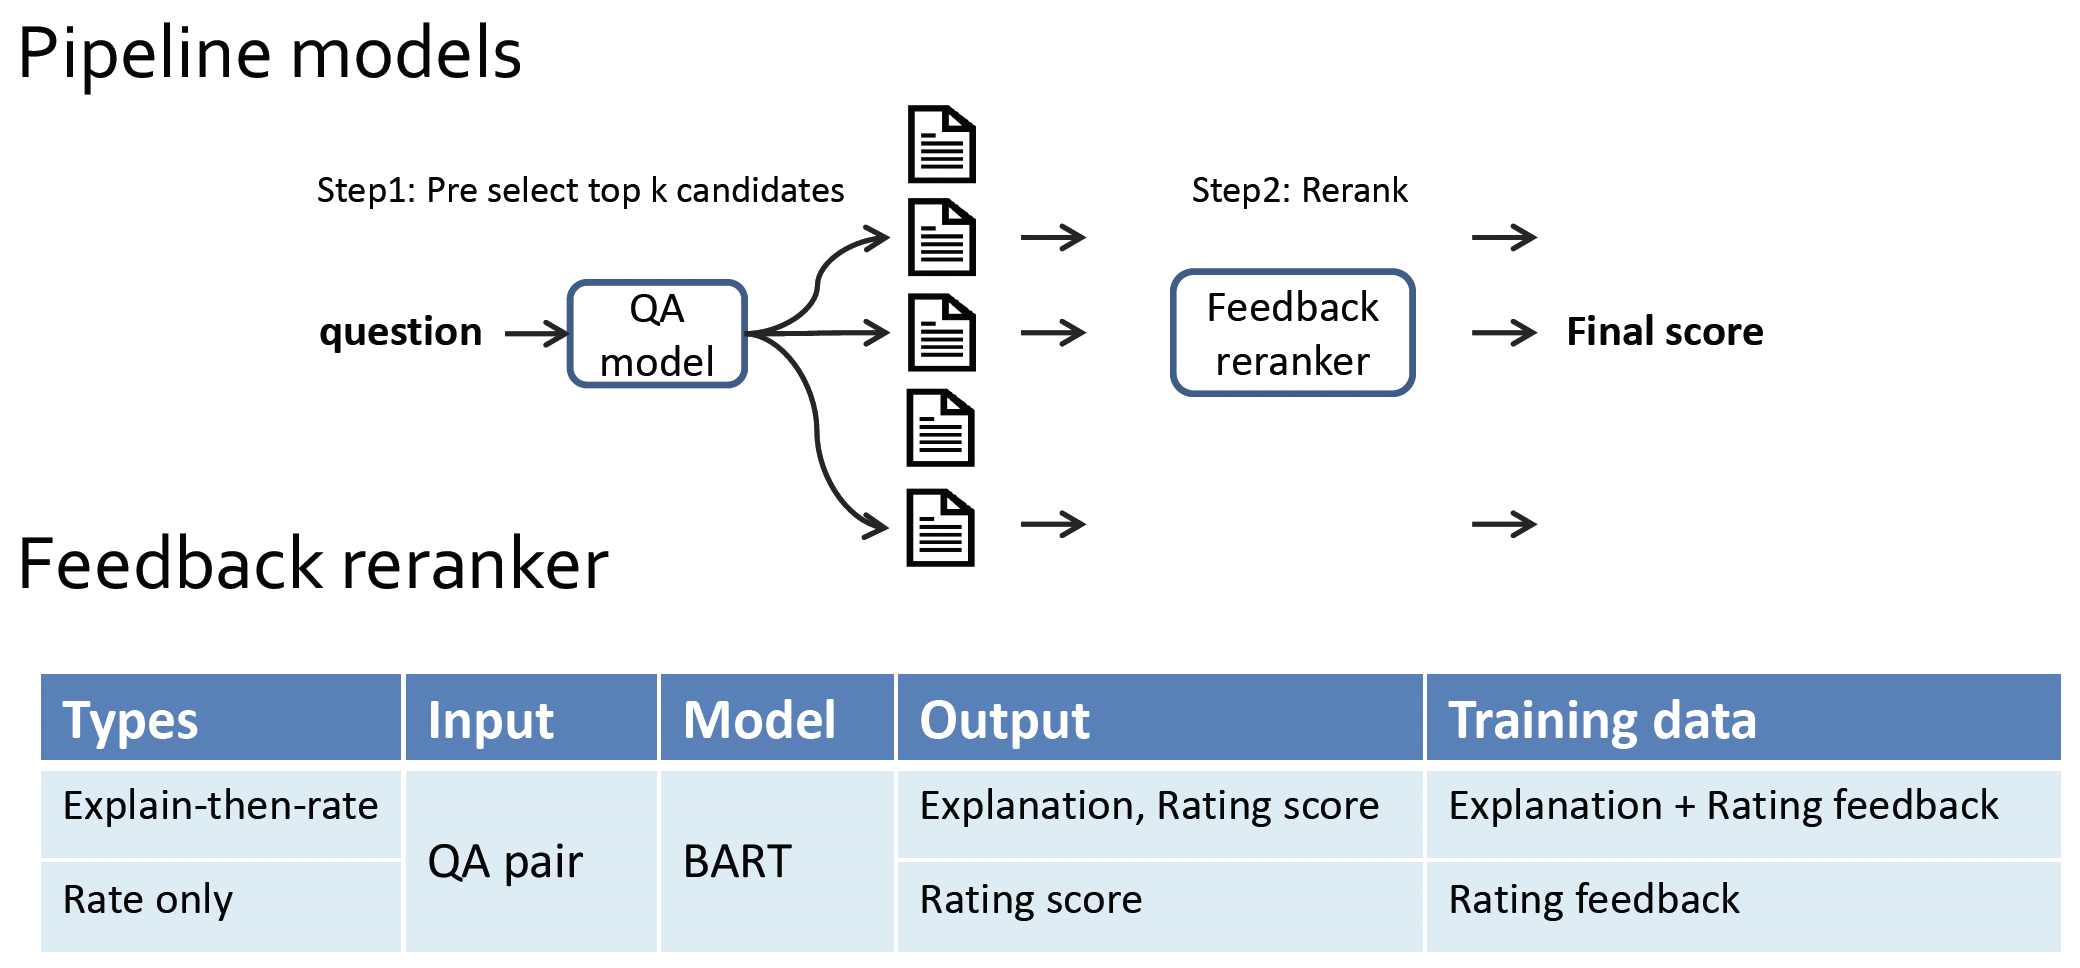 Pipeline models
Step1: Pre select top k candidates
Step2: Rerank
question
QA
model
Feedback
reranker
Final score
Feedback reranker
Types Input Model Output Training data
Explain-then-rate Explanation, Rating score Explanation + Rating feedback
QA pair BART
Rate only Rating score Rating feedback